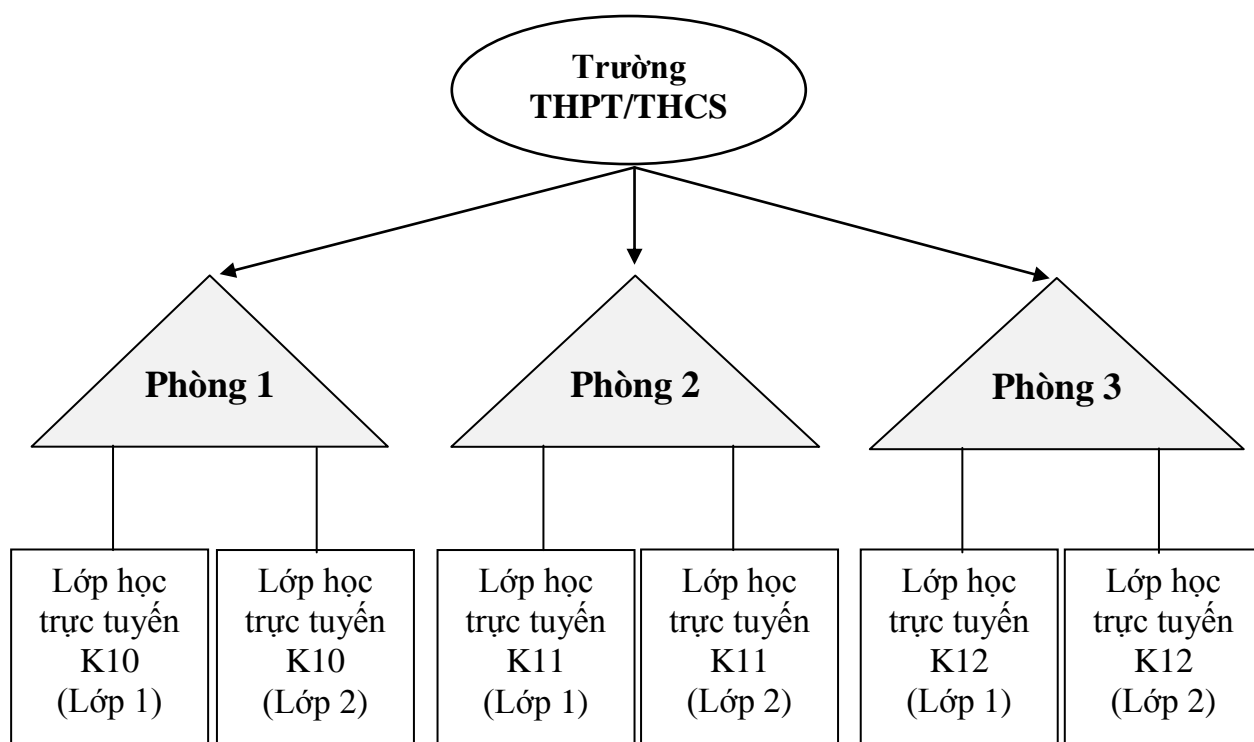 Trường
THPT/THCS
Phòng 1
Phòng 2
Phòng 3
Lớp học
trực tuyến
K10
(Lớp 1)
Lớp học
trực tuyến
K10
(Lớp 2)
Lớp học
trực tuyến
K11
(Lớp 1)
Lớp học
trực tuyến
K11
(Lớp 2)
Lớp học
trực tuyến
K12
(Lớp 1)
Lớp học
trực tuyến
K12
(Lớp 2)